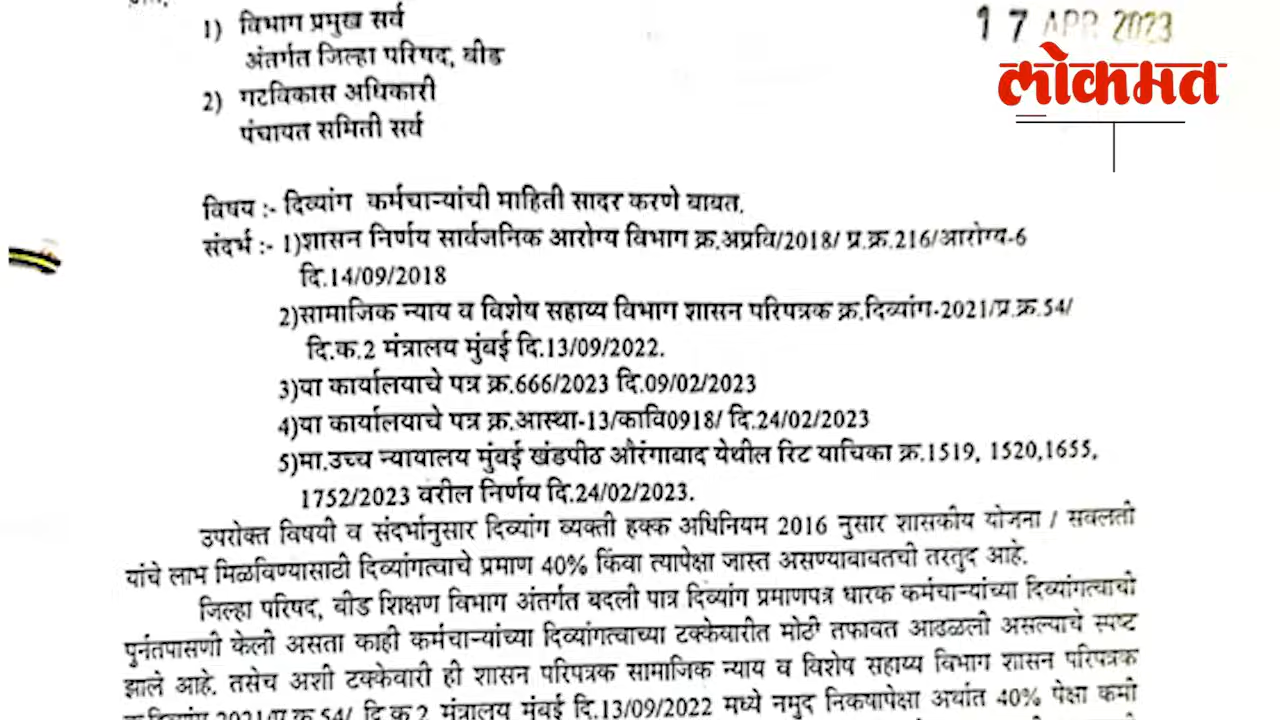 1) विभाग प्रमुख सर्व
17 APR 2023
अंतर्गत जिल्हा परिषद, बीड
लोकमत
2) गटविकास अधिकारी
पंचायत समिती सर्व
विषय :- दिव्यांग कर्मचाऱ्यांची माहिती सादर करणे बाबत.
संदर्भ :- 1)शासन निर्णय सार्वजनिक आरोग्य विभाग क्र.अप्रवि/2018/ प्र.क्र.216/आरोग्य-6
दि.14/09/2018
2)सामाजिक न्याय व विशेष सहाय्य विभाग शासन परिपत्रक क्र.दिव्यांग-2021/प्र.क्र.54/
दि.क.2 मंत्रालय मुंबई दि.13/09/2022.
3)या कार्यालयाचे पत्र क्र.666/2023 दि.09/02/2023
4)या कार्यालयाचे पत्र क्र.आस्था-13/कावि0918/ दि.24/02/2023
5)मा.उच्च न्यायालय मुंबई खंडपीठ औरंगाबाद येथील रिट याचिका क्र.1519, 1520,1655,
1752/2023 वरील निर्णय दि.24/02/2023.
उपरोक्त विषयी व संदर्भानुसार दिव्यांग व्यक्ती हक्क अधिनियम 2016 नुसार शासकीय योजना / सवलती
यांचे लाभ मिळविण्यासाठी दिव्यांगत्वाचे प्रमाण 40% किंवा त्यापेक्षा जास्त असण्याबाबतची तरतुद आहे.
जिल्हा परिषद, बीड शिक्षण विभाग अंतर्गत बदली पात्र दिव्यांग प्रमाणपत्र धारक कर्मचाऱ्यांच्या दिव्यांगत्वाची
पुर्नतपासणी केली असता काही कर्मचाऱ्यांच्या दिव्यांगत्वाच्या टक्केवारीत मोठी तफावत आढळली असल्याचे स्पष्ट
झाले आहे. तसेच अशी टक्केवारी ही शासन परिपत्रक सामाजिक न्याय व विशेष सहाय्य विभाग शासन परिपत्रक
क्र.दिव्यांग-2021/प्र.क्र.54/ दि.क.2 मंत्रालय मुंबई दि.13/09/2022 मध्ये नमुद निकषापेक्षा अर्थात 40% पेक्षा कमी